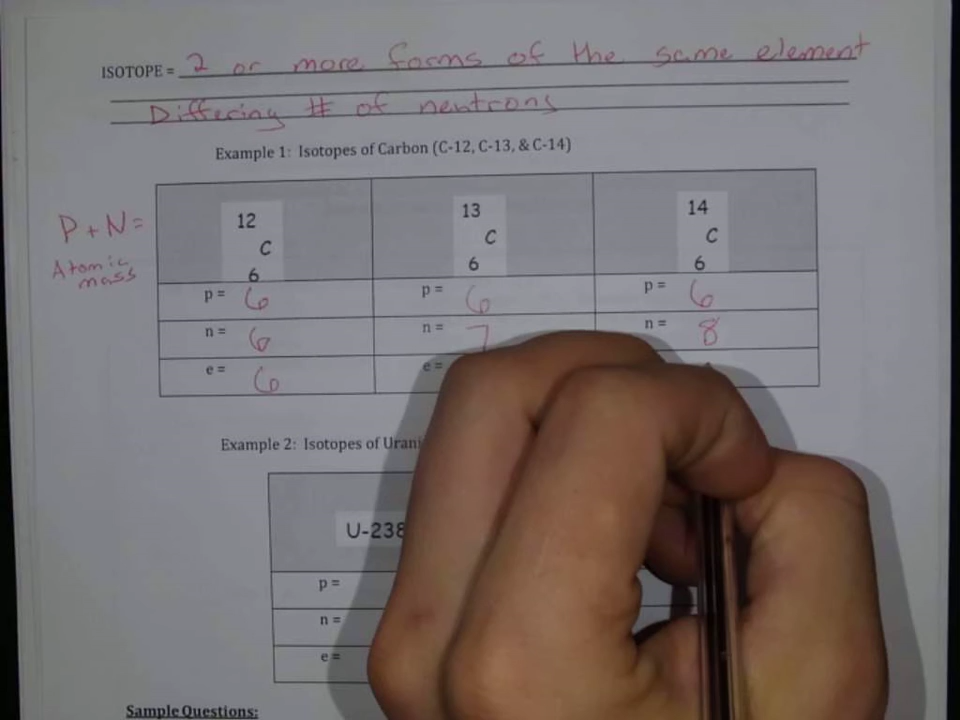 ISOTOPE = 2 or more forms of the same element
Differing # of neutrons
Example 1: Isotopes of Carbon (C-12, C-13, & C-14)
P + N =
Atomic
mass
12 13 14
C C C
6 6 6
p = 6 p = 6 p = 6
n = 6 n = 7 n = 8
e = 6 e =
Example 2: Isotopes of
U-238
p =
n =
e =
Sample Questions: